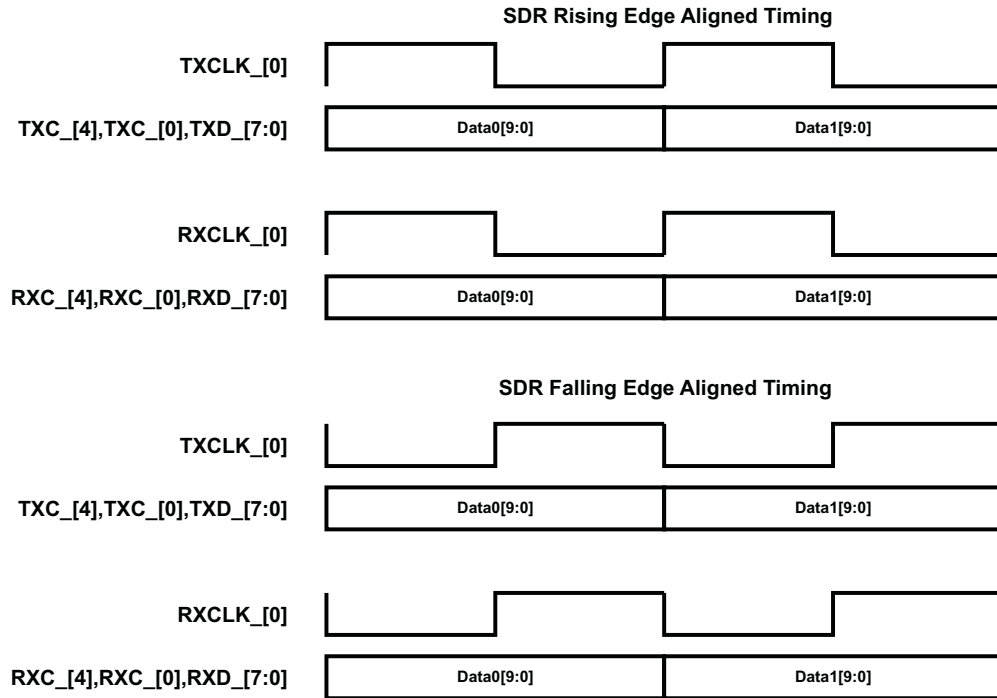 SDR Rising Edge Aligned Timing
TXCLK_[0]
TXC_[4],TXC_[0],TXD_[7:0] Data0[9:0] Data1[9:0]
RXCLK_[0]
RXC_[4],RXC_[0],RXD_[7:0] Data0[9:0] Data1[9:0]
SDR Falling Edge Aligned Timing
TXCLK_[0]
TXC_[4],TXC_[0],TXD_[7:0] Data0[9:0] Data1[9:0]
RXCLK_[0]
RXC_[4],RXC_[0],RXD_[7:0] Data0[9:0] Data1[9:0]